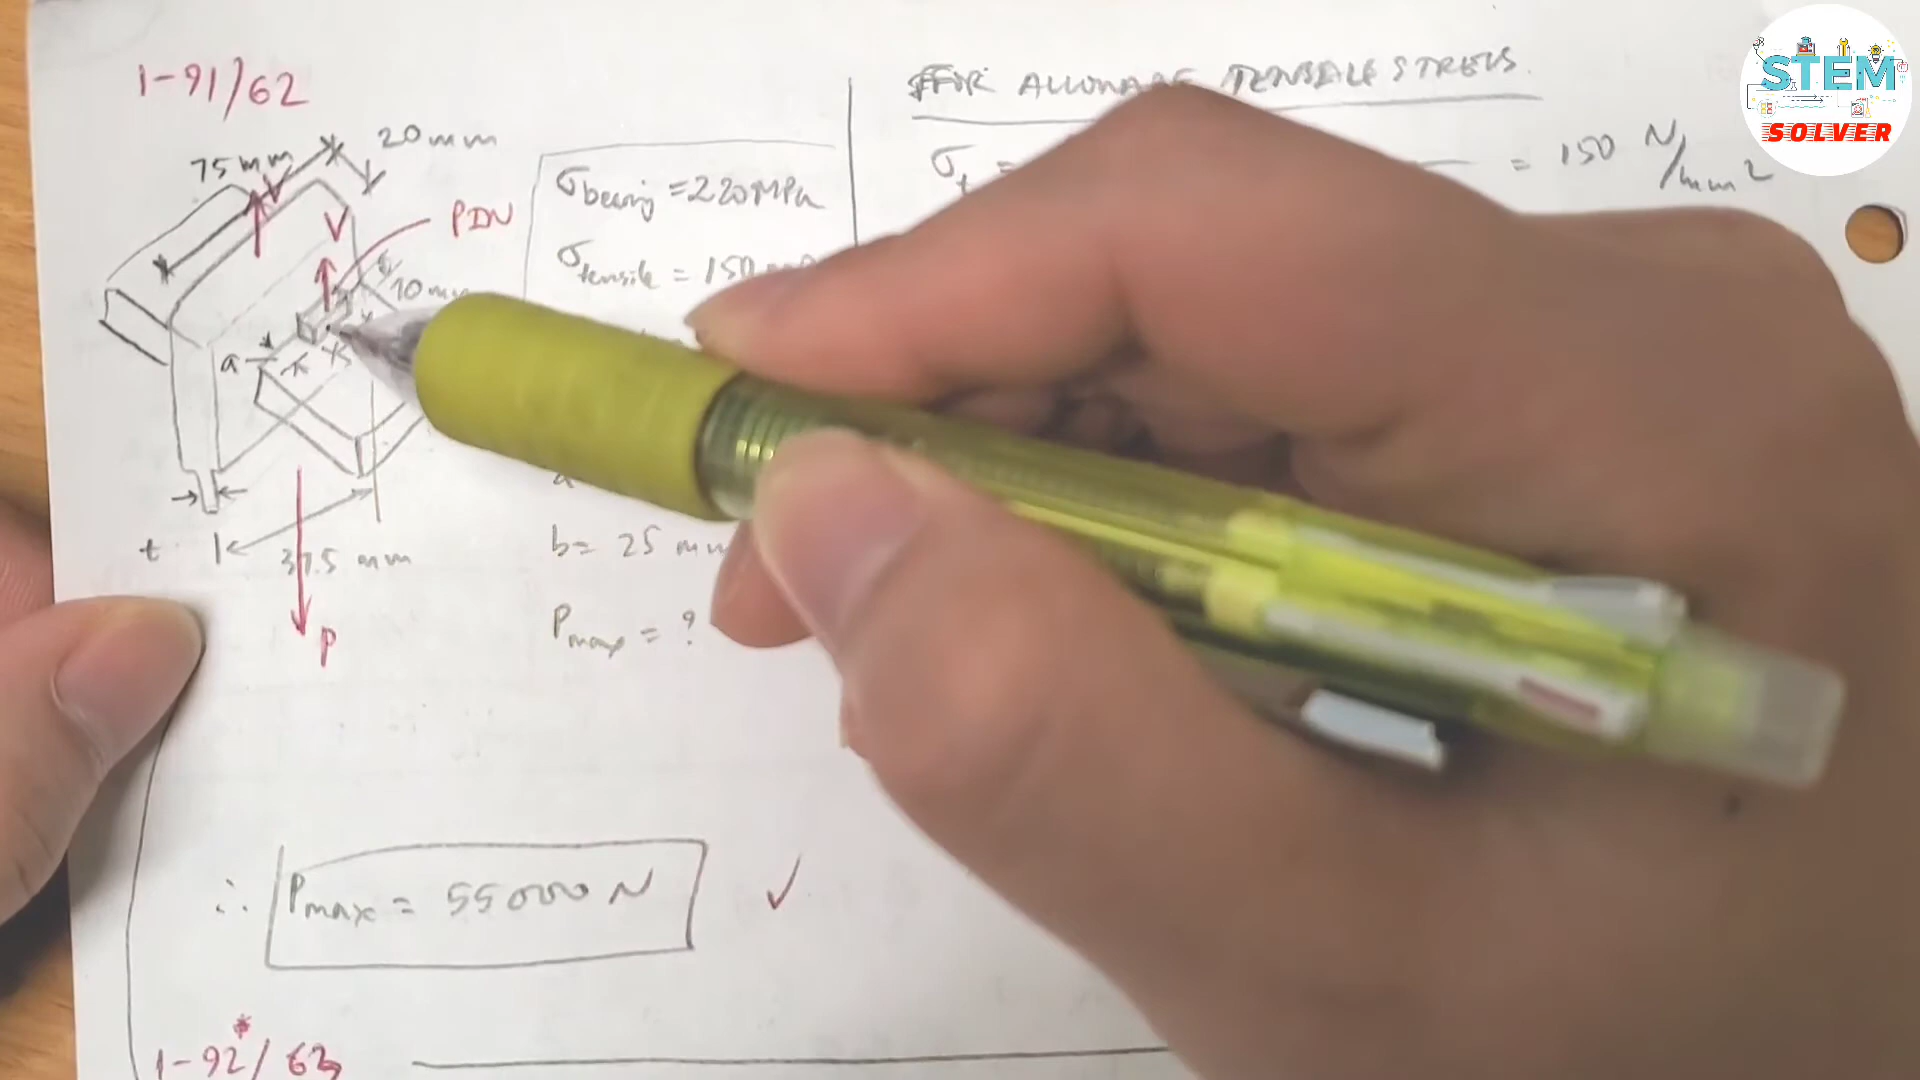 1-91/62
20 mm
75 mm
V
V
PIN
10 mm
a
t
37.5 mm
P
σbearing = 220 MPa
σtensile = 150
a
b = 25 mm
Pmax = ?
∴ Pmax = 55000 N ✓
1-92*/63
FOR ALLOWABLE TENSILE STRESS.
σt = = 150 N/mm2
STEM
SOLVER